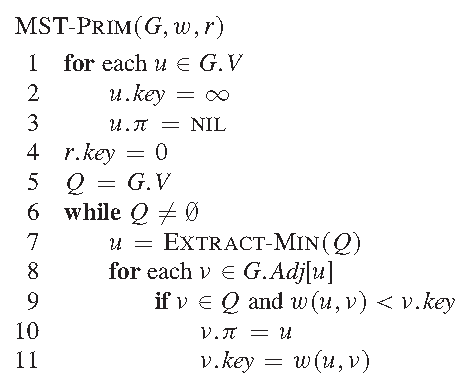 MST-PRIM(G, w, r)
1 for each u ∈ G.V
2 u.key = ∞
3 u.π = NIL
4 r.key = 0
5 Q = G.V
6 while Q ≠ ∅
7 u = EXTRACT-MIN(Q)
8 for each v ∈ G.Adj[u]
9 if v ∈ Q and w(u, v) < v.key
10 v.π = u
11 v.key = w(u, v)